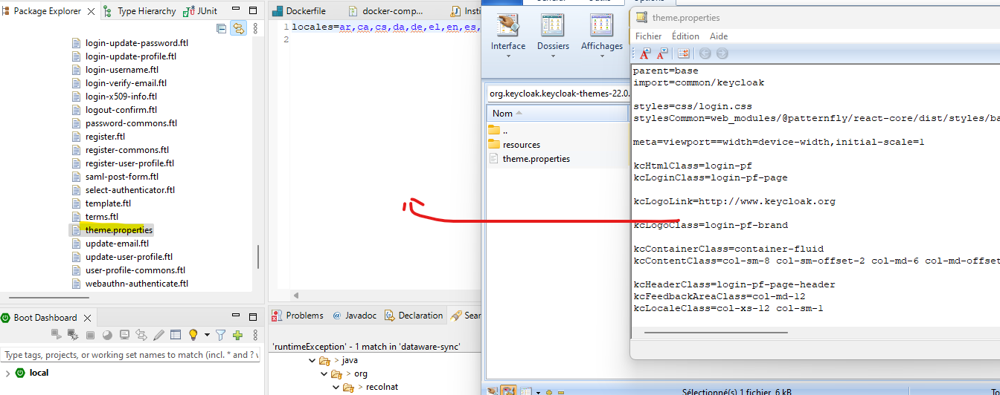 Package Explorer
Type Hierarchy
JUnit
login-update-password.ftl
login-update-profile.ftl
login-username.ftl
login-verify-email.ftl
login-x509-info.ftl
logout-confirm.ftl
password-commons.ftl
register.ftl
register-commons.ftl
register-user-profile.ftl
saml-post-form.ftl
select-authenticator.ftl
template.ftl
terms.ftl
theme.properties
update-email.ftl
update-user-profile.ftl
user-profile-commons.ftl
webauthn-authenticate.ftl
Boot Dashboard
Type tags, projects, or working set names to match (incl. * and ?
local
Dockerfile
docker-comp...
Insti
1 locales=ar,ca,cs,da,de,el,en,es,
2
Problems
Javadoc
Declaration
Sear
'runtimeException' - 1 match in 'dataware-sync'
java
org
recolnat
Options
Interface
Dossiers
Affichages
org.keycloak.keycloak-themes-22.0.
Nom
..
resources
theme.properties
Sélectionné(s) 1 fichier, 6 kB
To
theme.properties
Fichier Édition Aide
parent=base
import=common/keycloak
styles=css/login.css
stylesCommon=web_modules/@patternfly/react-core/dist/styles/ba
meta=viewport==width=device-width,initial-scale=1
kcHtmlClass=login-pf
kcLoginClass=login-pf-page
kcLogoLink=http://www.keycloak.org
kcLogoClass=login-pf-brand
kcContainerClass=container-fluid
kcContentClass=col-sm-8 col-sm-offset-2 col-md-6 col-md-offset
kcHeaderClass=login-pf-page-header
kcFeedbackAreaClass=col-md-12
kcLocaleClass=col-xs-12 col-sm-1